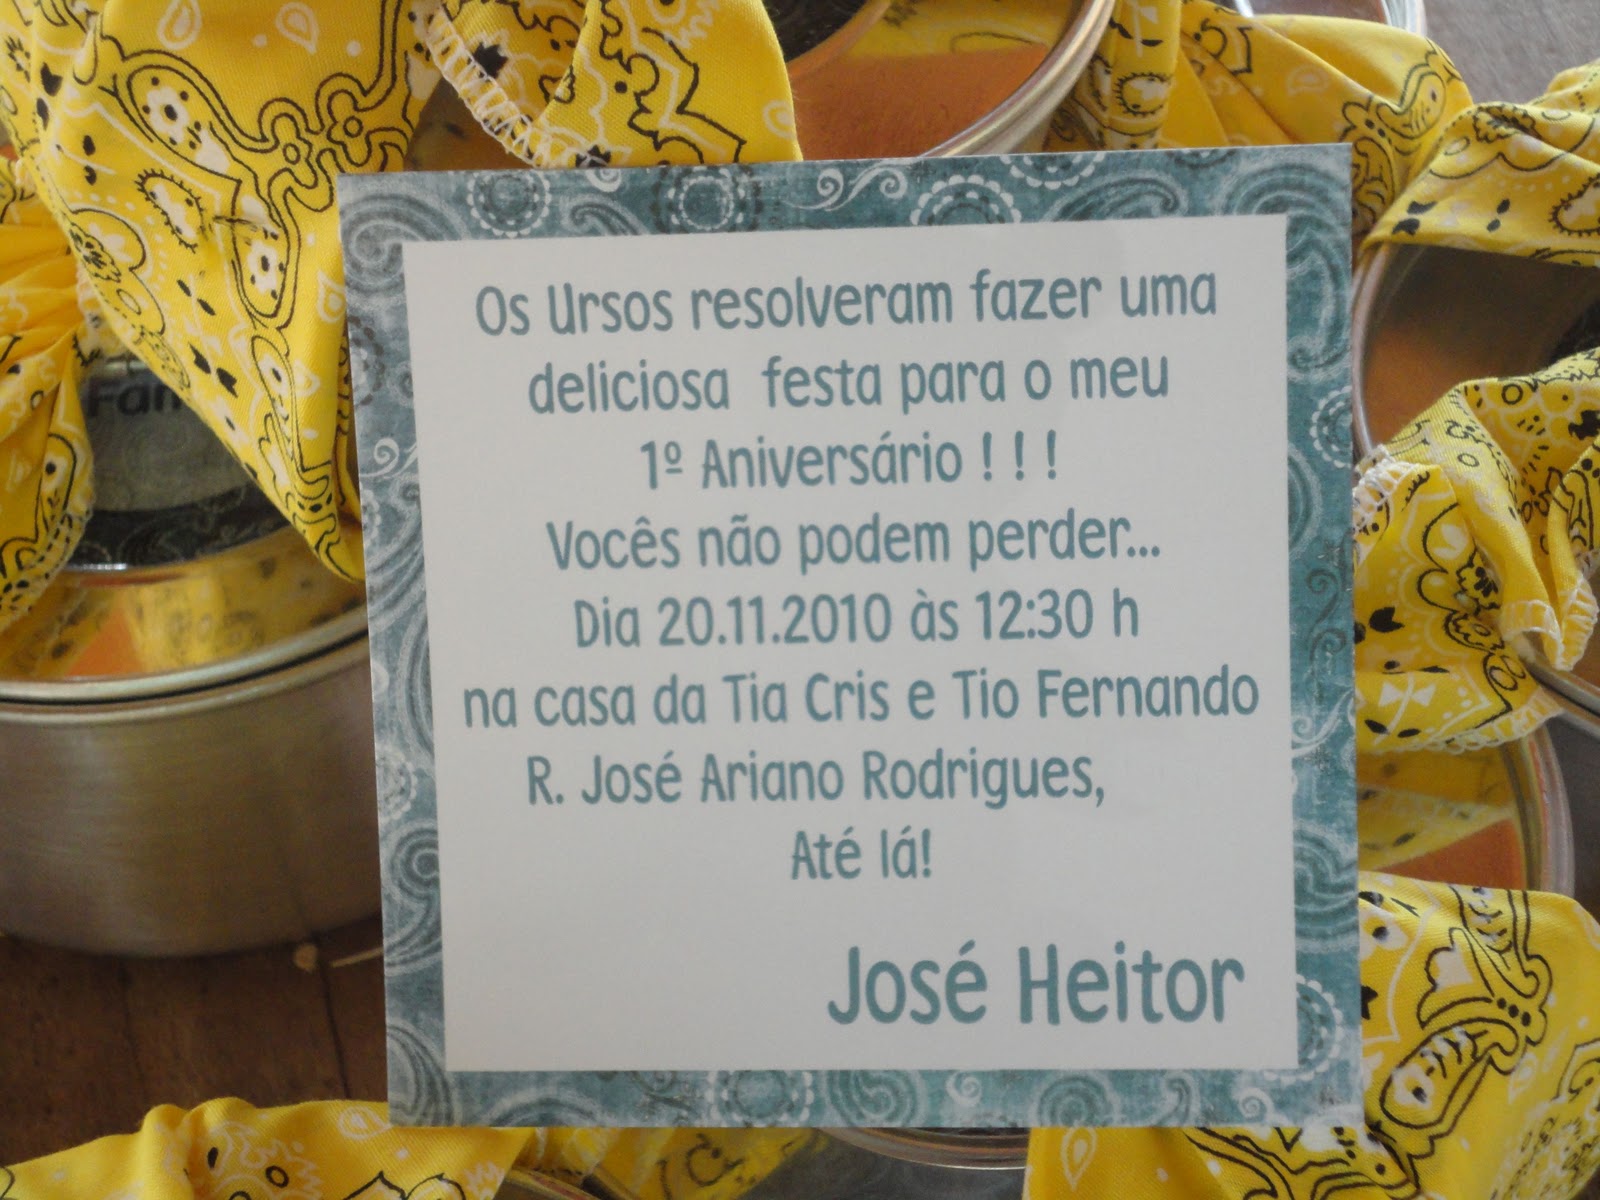 Os Ursos resolveram fazer uma
deliciosa festa para o meu
1º Aniversário ! ! !
Vocês não podem perder...
Dia 20.11.2010 às 12:30 h
na casa da Tia Cris e Tio Fernando
R. José Ariano Rodrigues,
Até lá!
José Heitor